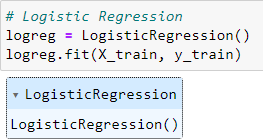 # Logistic Regression
logreg = LogisticRegression()
logreg.fit(X_train, y_train)
▾ LogisticRegression
LogisticRegression()